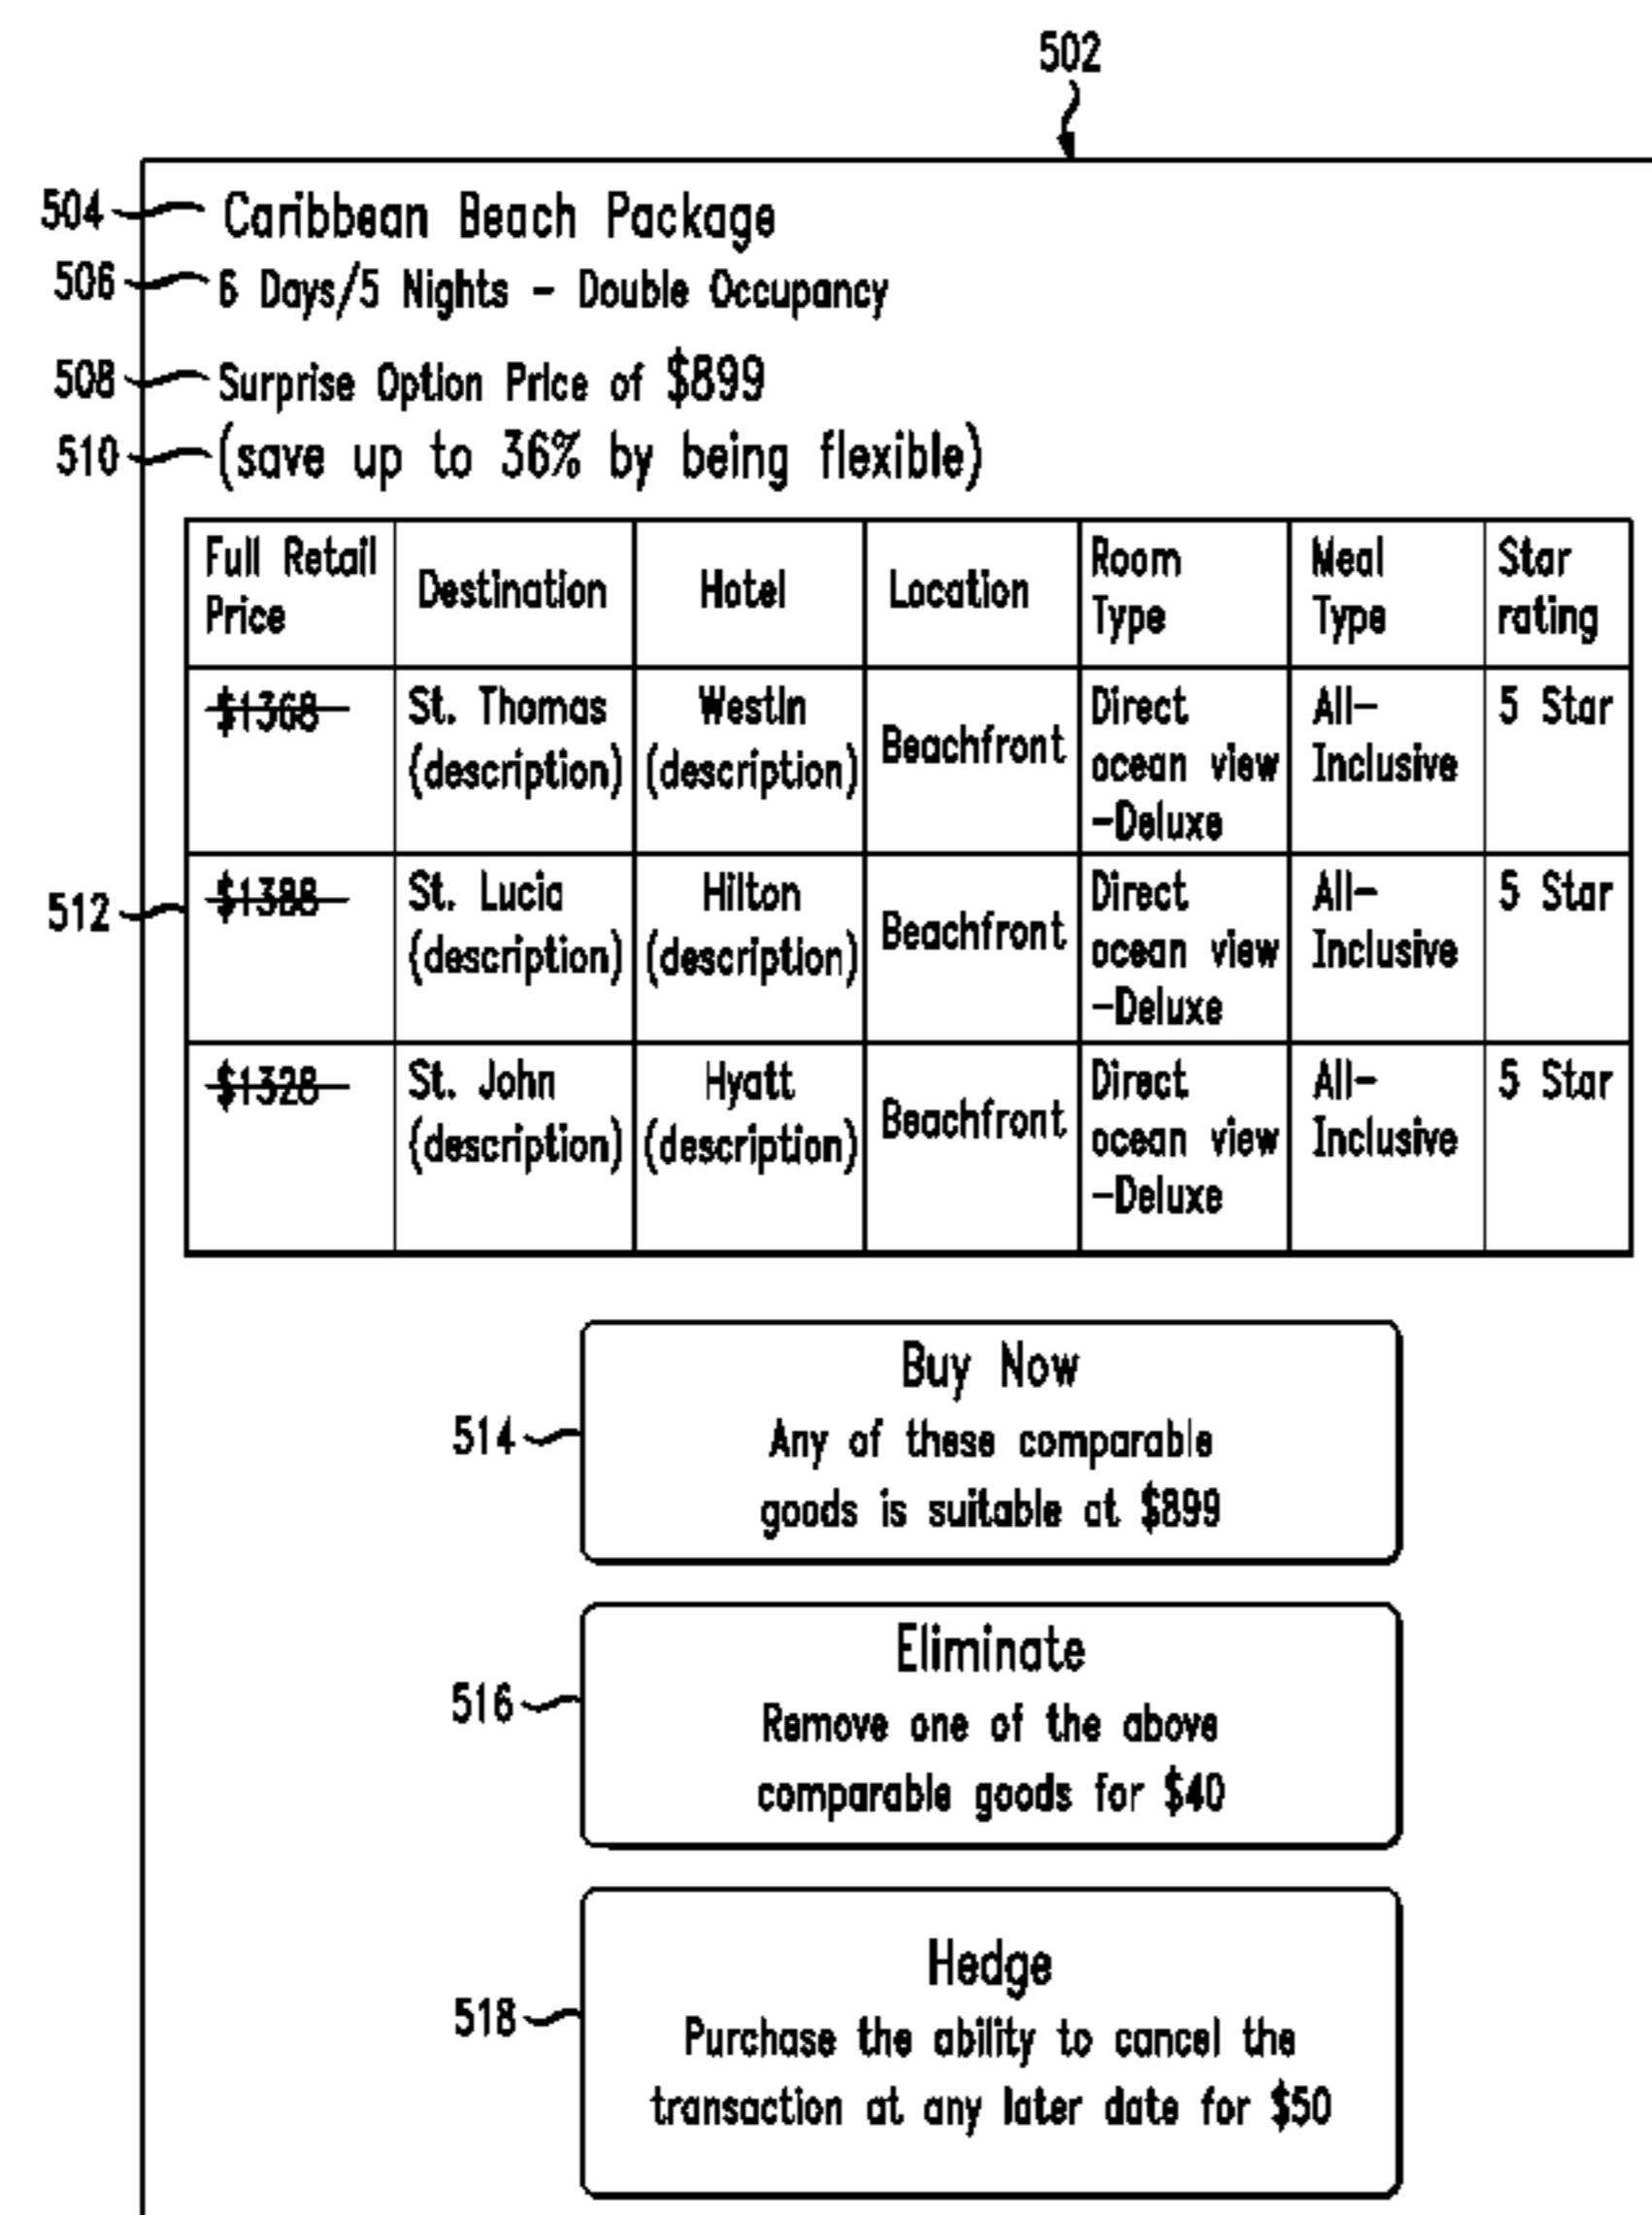 502
504 Caribbean Beach Package
506 6 Days/5 Nights - Double Occupancy
508 Surprise Option Price of $899
510 (save up to 36% by being flexible)
Full Retail Price Destination Hotel Location Room Type Meal Type Star rating
$1368 St. Thomas (description) Westin (description) Beachfront Direct ocean view -Deluxe All-Inclusive 5 Star
512 $1388 St. Lucia (description) Hilton (description) Beachfront Direct ocean view -Deluxe All-Inclusive 5 Star
$1328 St. John (description) Hyatt (description) Beachfront Direct ocean view -Deluxe All-Inclusive 5 Star
Buy Now
514 Any of these comparable
goods is suitable at $899
Eliminate
516 Remove one of the above
comparable goods for $40
Hedge
518 Purchase the ability to cancel the
transaction at any later date for $50